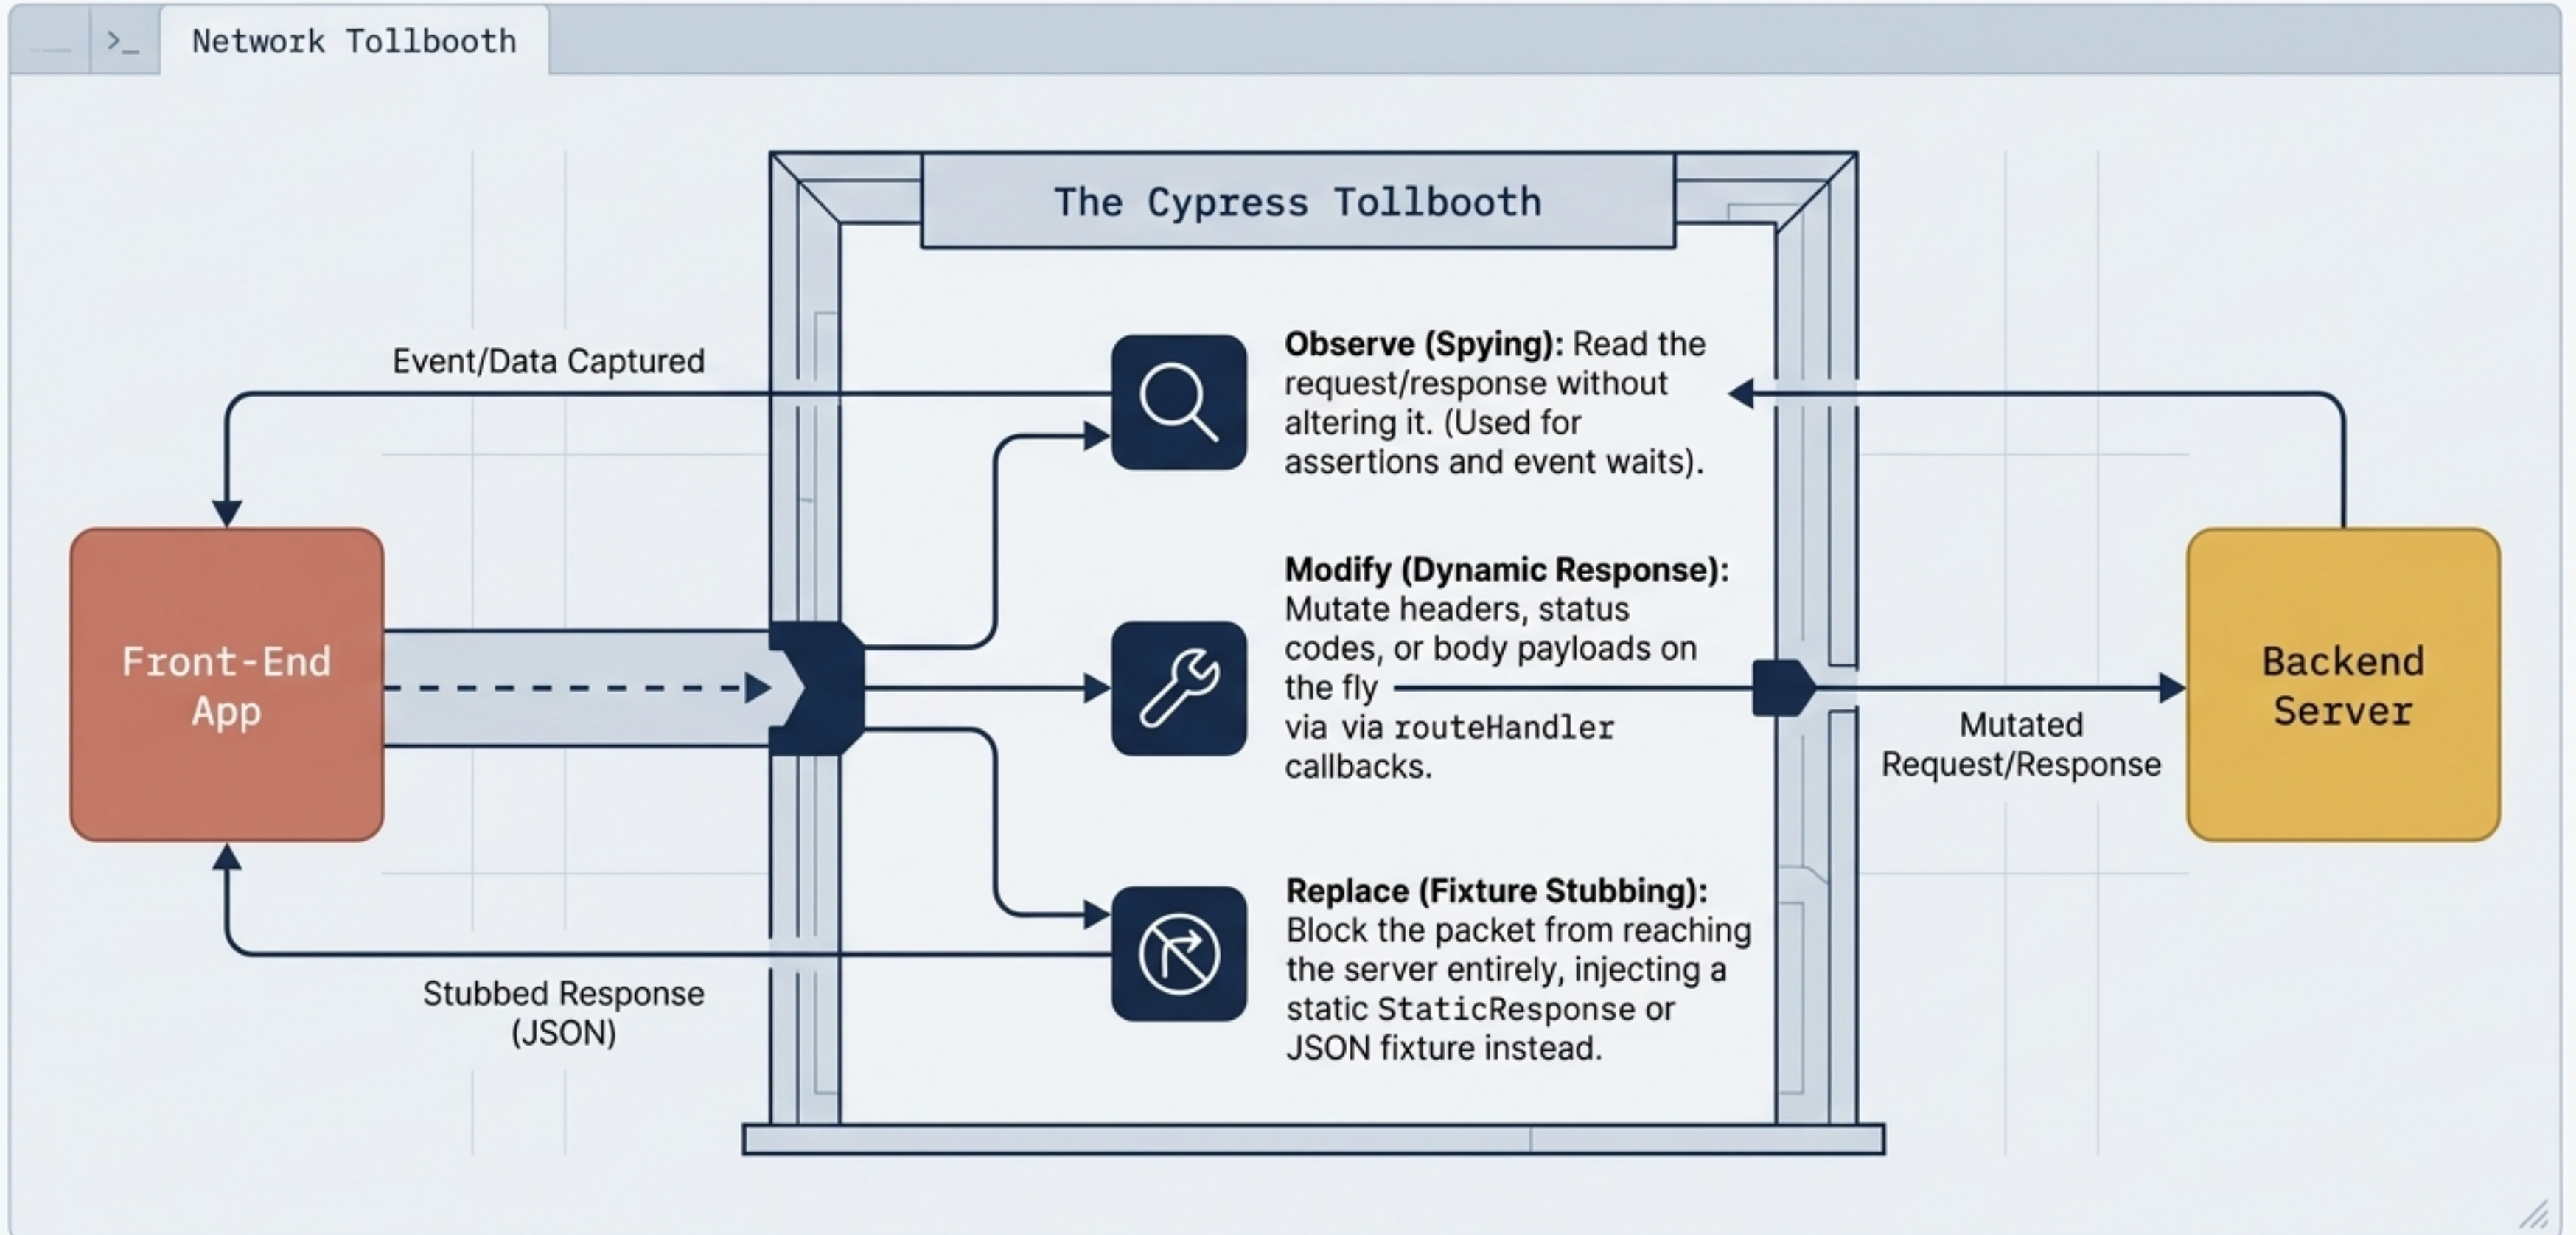 >_
Network Tollbooth
The Cypress Tollbooth
Event/Data Captured
Observe (Spying): Read the
request/response without
altering it. (Used for
assertions and event waits).
Front-End
App
Modify (Dynamic Response):
Mutate headers, status
codes, or body payloads on
the fly
via via routeHandler
callbacks.
Mutated
Request/Response
Backend
Server
Stubbed Response
(JSON)
Replace (Fixture Stubbing):
Block the packet from reaching
the server entirely, injecting a
static StaticResponse or
JSON fixture instead.